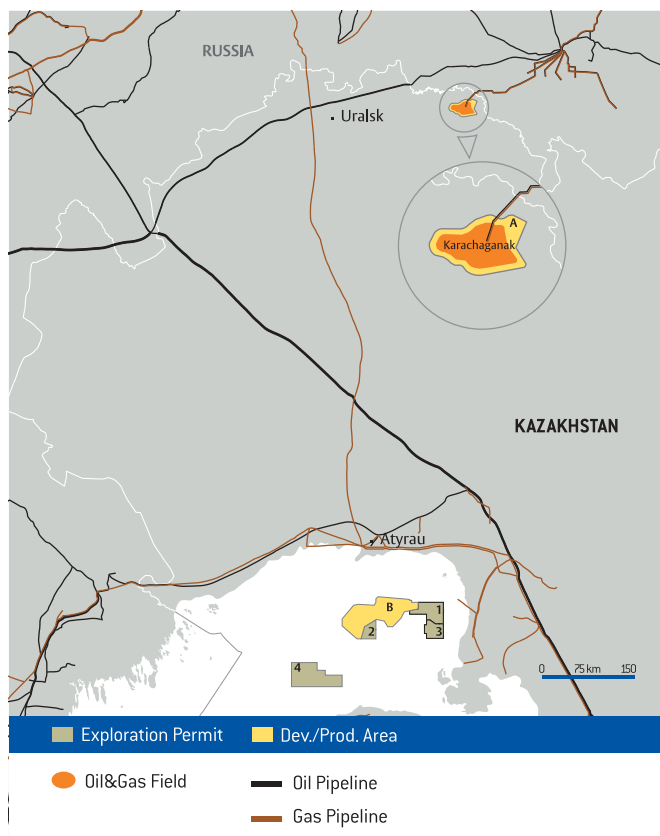 RUSSIA
Uralsk
A
Karachaganak
KAZAKHSTAN
Atyrau
B
1
2
3
4
0 75 km 150
Exploration Permit
Dev./Prod. Area
Oil&Gas Field
Oil Pipeline
Gas Pipeline